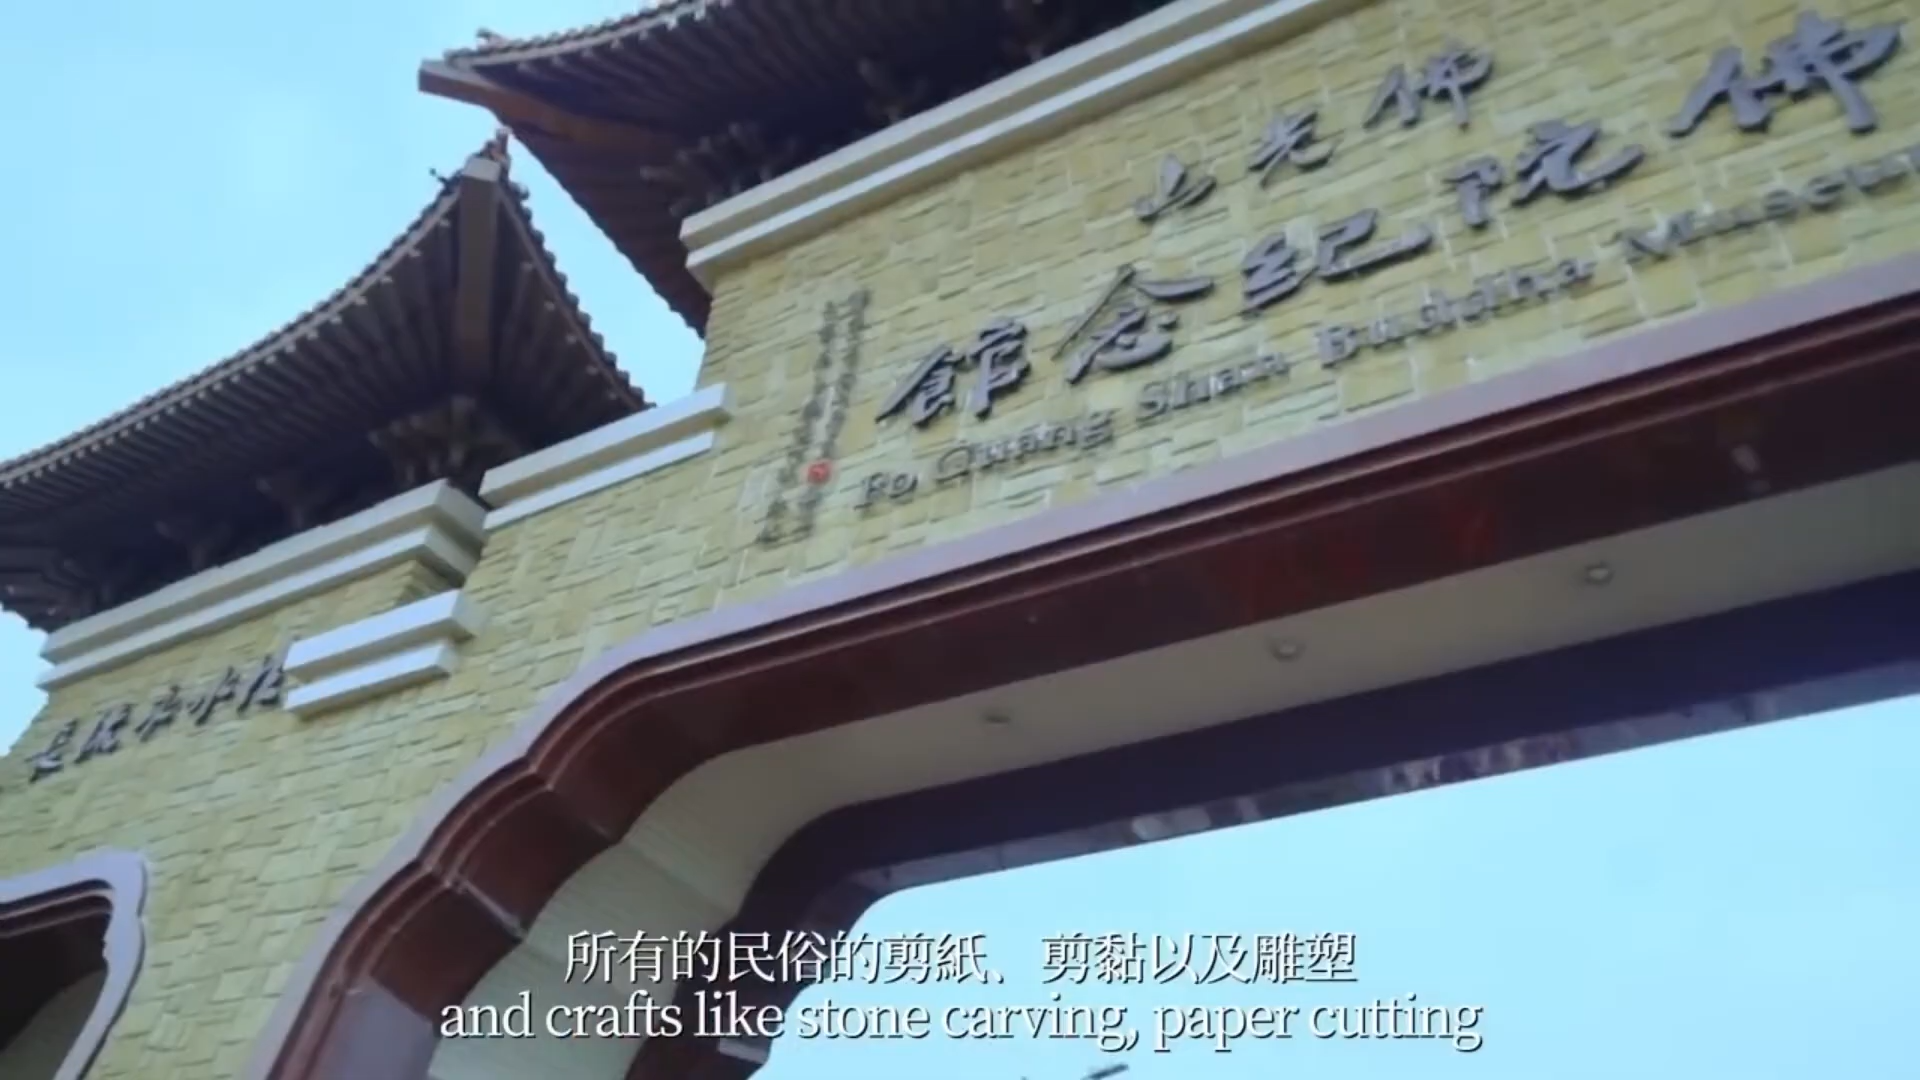 佛光山
佛陀紀念館
Fo Guang Shan Buddha Museum
所有的民俗的剪紙、剪黏以及雕塑
and crafts like stone carving, paper cutting